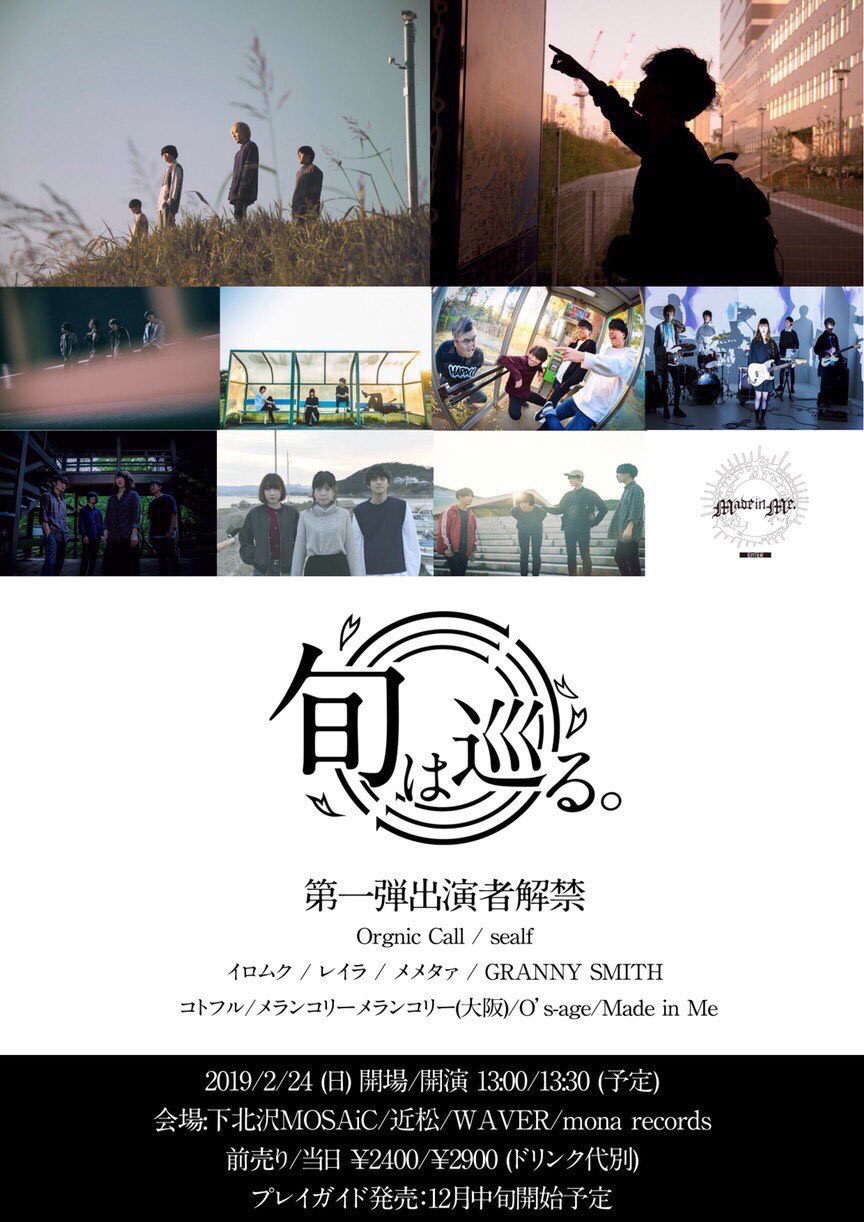 Made in Me.
ENTER
旬は巡る。
第一弾出演者解禁
Orgnic Call / sealf
イロムク / レイラ / メメタァ / GRANNY SMITH
コトフル/メランコリーメランコリー(大阪)/O's-age/Made in Me
2019/2/24 (日) 開場/開演 13:00/13:30 (予定)
会場:下北沢MOSAiC/近松/WAVER/mona records
前売り/当日 ¥2400/¥2900 (ドリンク代別)
プレイガイド発売:12月中旬開始予定